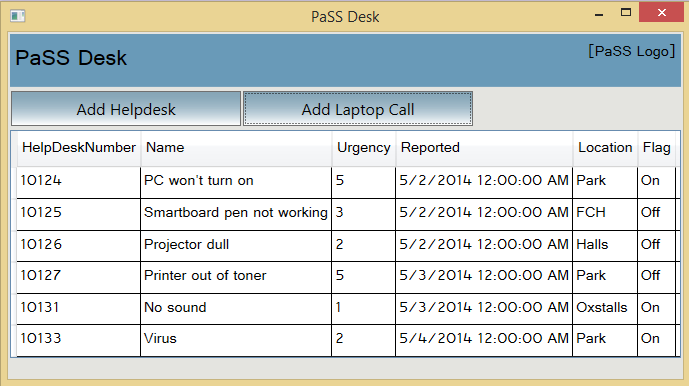 PaSS Desk
PaSS Desk
[PaSS Logo]
Add Helpdesk Add Laptop Call
HelpDeskNumber Name Urgency Reported Location Flag
10124 PC won't turn on 5 5/2/2014 12:00:00 AM Park On
10125 Smartboard pen not working 3 5/2/2014 12:00:00 AM FCH Off
10126 Projector dull 2 5/2/2014 12:00:00 AM Halls Off
10127 Printer out of toner 5 5/3/2014 12:00:00 AM Park Off
10131 No sound 1 5/3/2014 12:00:00 AM Oxstalls On
10133 Virus 2 5/4/2014 12:00:00 AM Park On